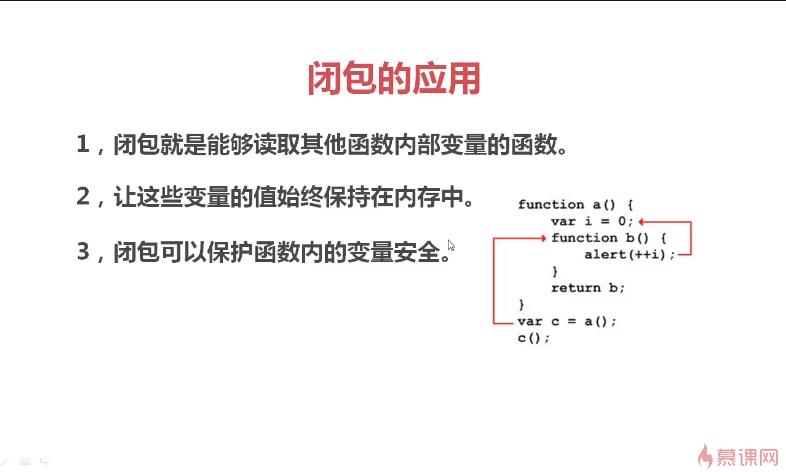 闭包的应用
1，闭包就是能够读取其他函数内部变量的函数。
2，让这些变量的值始终保持在内存中。
3，闭包可以保护函数内的变量安全。
function a() {
    var i = 0;
    function b() {
        alert(++i);
    }
    return b;
}
var c = a();
c();
慕课网